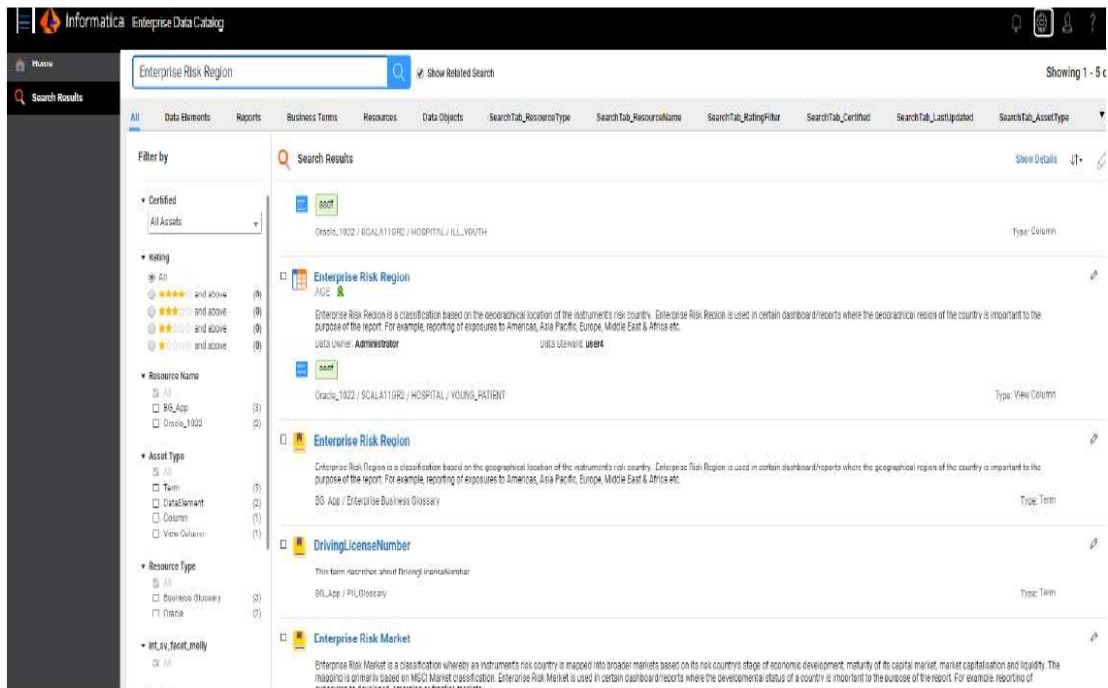 Informatica Enterprise Data Catalog
Home
Search Results
Enterprise Risk Region
Show Related Search
Showing 1 - 5
All Data Elements Reports Business Terms Resources Data Objects SearchTab_ResourceType SearchTab_ResourceName SearchTab_RatingFilter SearchTab_Certified SearchTab_LastUpdated SearchTab_AssetType
Filter by
Certified
All Assets
Rating
All
and above (0)
and above (0)
and above (0)
and above (0)
Resource Name
All
BG_App (3)
Oracle_1022 (2)
Asset Type
All
Term (3)
DataElement (2)
Column (1)
View Column (1)
Resource Type
All
Business Glossary (3)
Oracle (2)
int_sv_facet_molly
All
Search Results
Show Details
Oracle_1022 / SCALA11GR2 / HOSPITAL / ILL_YOUTH
Type: Column
Enterprise Risk Region
AGE
Enterprise Risk Region is a classification based on the geographical location of the instrument's risk country. Enterprise Risk Region is used in certain dashboard/reports where the geographical region of the country is important to the
purpose of the report. For example, reporting of exposures to Americas, Asia Pacific, Europe, Middle East & Africa etc.
Data Owner: Administrator Data Steward: user4
Oracle_1022 / SCALA11GR2 / HOSPITAL / YOUNG_PATIENT
Type: View Column
Enterprise Risk Region
Enterprise Risk Region is a classification based on the geographical location of the instrument's risk country. Enterprise Risk Region is used in certain dashboard/reports where the geographical region of the country is important to the
purpose of the report. For example, reporting of exposures to Americas, Asia Pacific, Europe, Middle East & Africa etc.
BG_App / Enterprise Business Glossary
Type: Term
DrivingLicenseNumber
This term describes about DrivingLicenseNumber
BG_App / PII_Glossary
Type: Term
Enterprise Risk Market
Enterprise Risk Market is a classification whereby an instrument's risk country is mapped into broader markets based on its risk country's stage of economic development, maturity of its capital market, market capitalisation and liquidity. The
mapping is primarily based on MSCI Market classification. Enterprise Risk Market is used in certain dashboard/reports where the developmental status of a country is important to the purpose of the report. For example reporting of